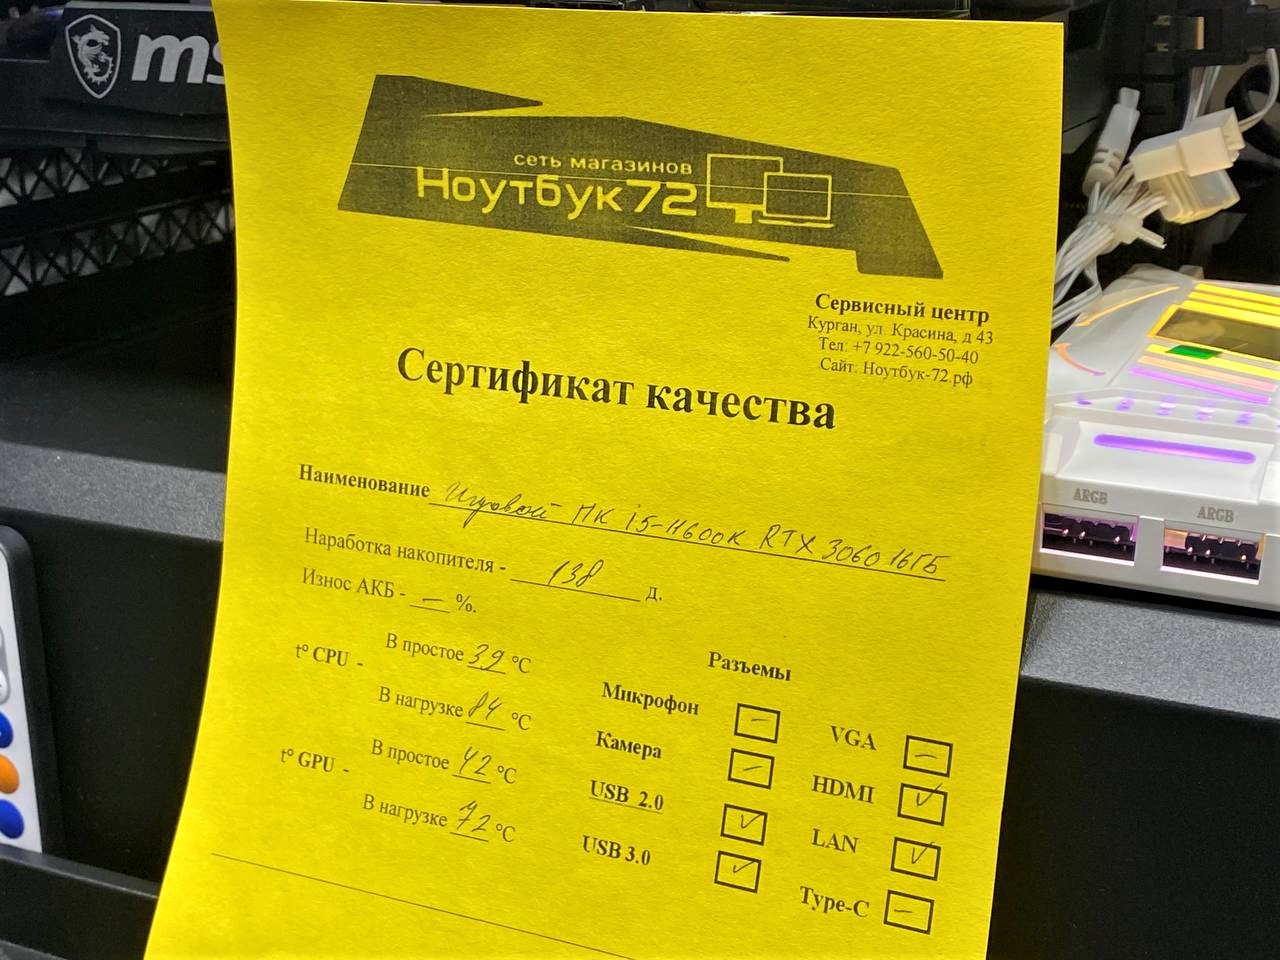 ms
сеть магазинов
Ноутбук72
Сервисный центр
Курган, ул. Красина, д 43
Тел: +7 922-560-50-40
Сайт: Ноутбук-72.рф
Сертификат качества
Наименование Игровой ПК i5-11600K RTX 3060 16ГБ
Наработка накопителя - 138 д.
Износ АКБ - — %.
t° CPU - В простое 39 °C
В нагрузке 84 °C
t° GPU - В простое 42 °C
В нагрузке 72 °C
Разъемы
Микрофон —
Камера —
USB 2.0 ✓
USB 3.0 ✓
VGA —
HDMI ✓
LAN ✓
Type-C —
ARGB
ARGB